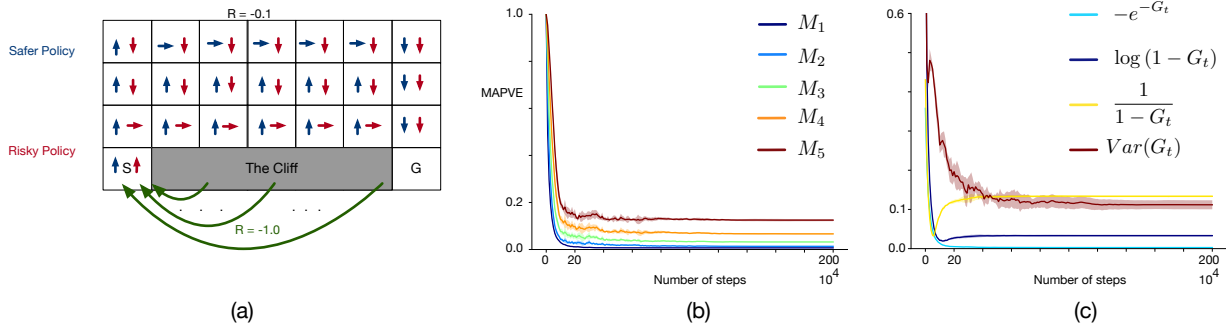 R = -0.1
Safer Policy
Risky Policy
S
The Cliff
G
. . . . . .
R = -1.0
(a)
1.0
MAPVE
0.2
0.0
0 20 200
Number of steps 10^4
M_1
M_2
M_3
M_4
M_5
(b)
0.6
0.1
0.0
0 20 200
Number of steps 10^4
-e^{-G_t}
log (1 - G_t)
1
1 - G_t
Var(G_t)
(c)